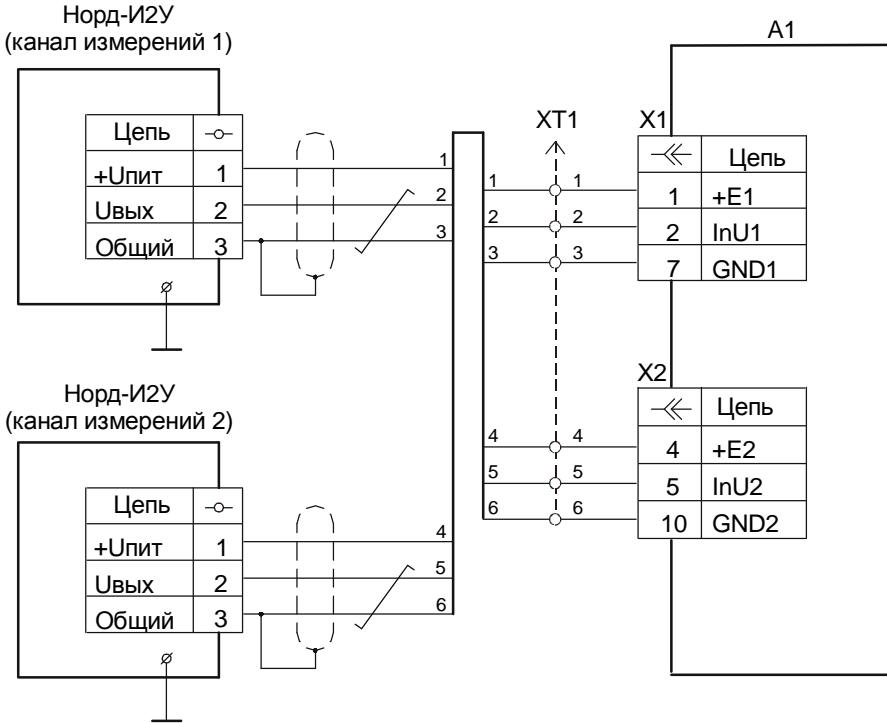 Норд-И2У
(канал измерений 1)
Цепь
+Uпит 1
Uвых 2
Общий 3
1
2
3
Норд-И2У
(канал измерений 2)
Цепь
+Uпит 1
Uвых 2
Общий 3
4
5
6
XT1
1 1
2 2
3 3
4 4
5 5
6 6
A1
X1
Цепь
1 +E1
2 InU1
7 GND1
X2
Цепь
4 +E2
5 InU2
10 GND2